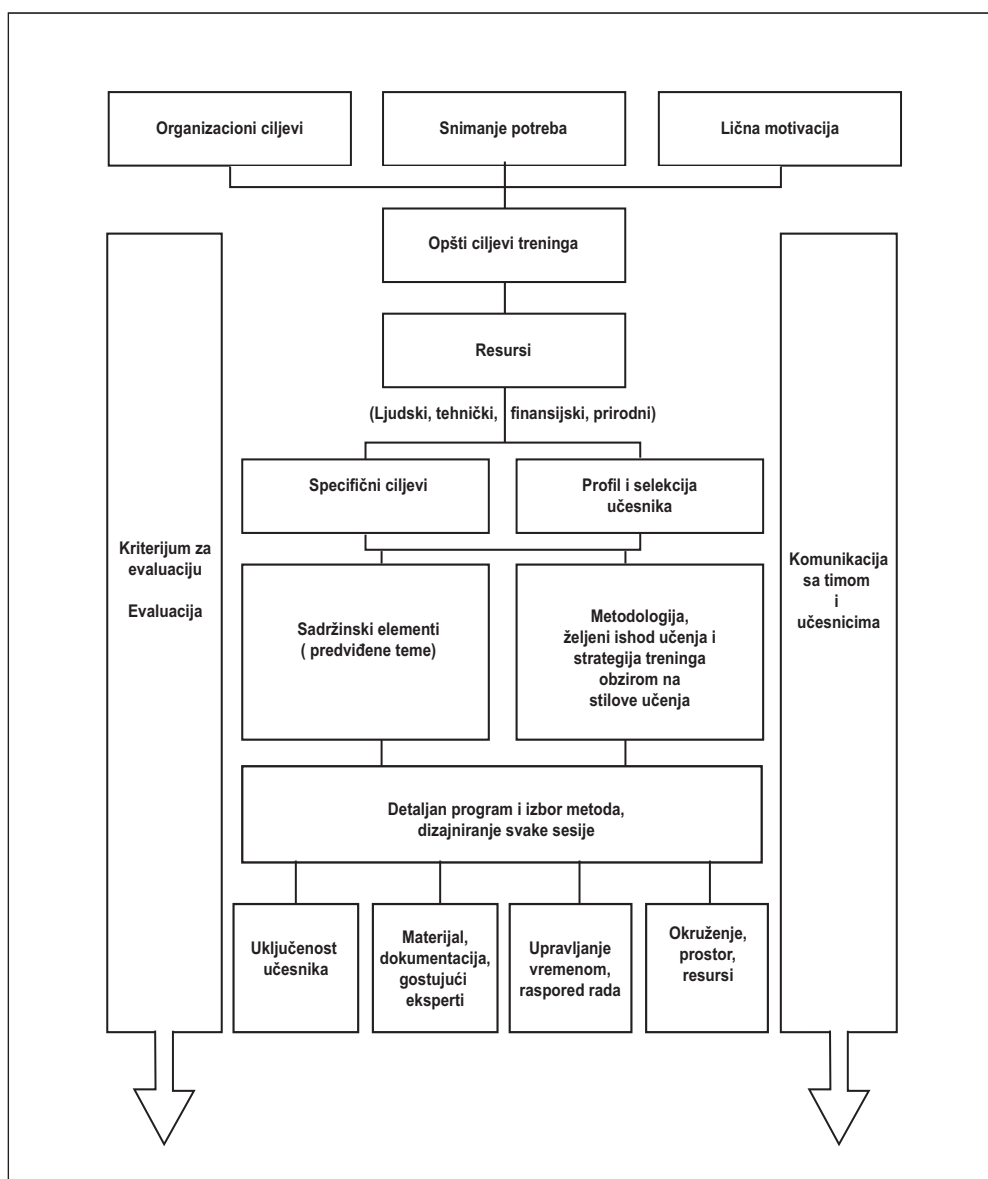 Organizacioni ciljevi
Snimanje potreba
Lična motivacija
Opšti ciljevi treninga
Resursi
(Ljudski, tehnički, finansijski, prirodni)
Specifični ciljevi
Profil i selekcija
učesnika
Kriterijum za
evaluaciju
Evaluacija
Komunikacija
sa timom
i
učesnicima
Sadržinski elementi
( predviđene teme)
Metodologija,
željeni ishod učenja i
strategija treninga
obzirom na
stilove učenja
Detaljan program i izbor metoda,
dizajniranje svake sesije
Uključenost
učesnika
Materijal,
dokumentacija,
gostujući
eksperti
Upravljanje
vremenom,
raspored rada
Okruženje,
prostor,
resursi